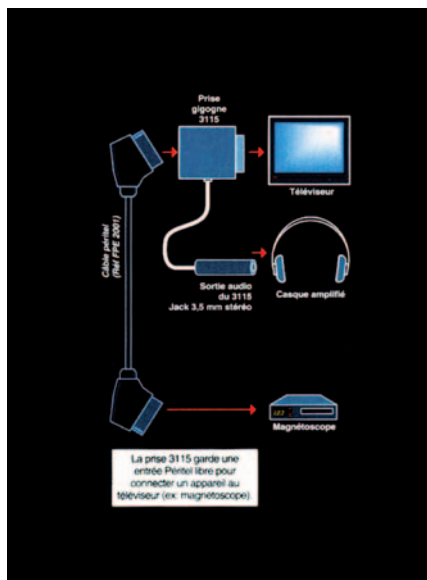 Prise
gigogne
3115
Téléviseur
Câble péritel
(Réf FPE 2001)
Sortie audio
du 3115
Jack 3,5 mm stéréo
Casque amplifié
Magnétoscope
La prise 3115 garde une
entrée Péritel libre pour
connecter un appareil au
téléviseur (ex: magnétoscope)